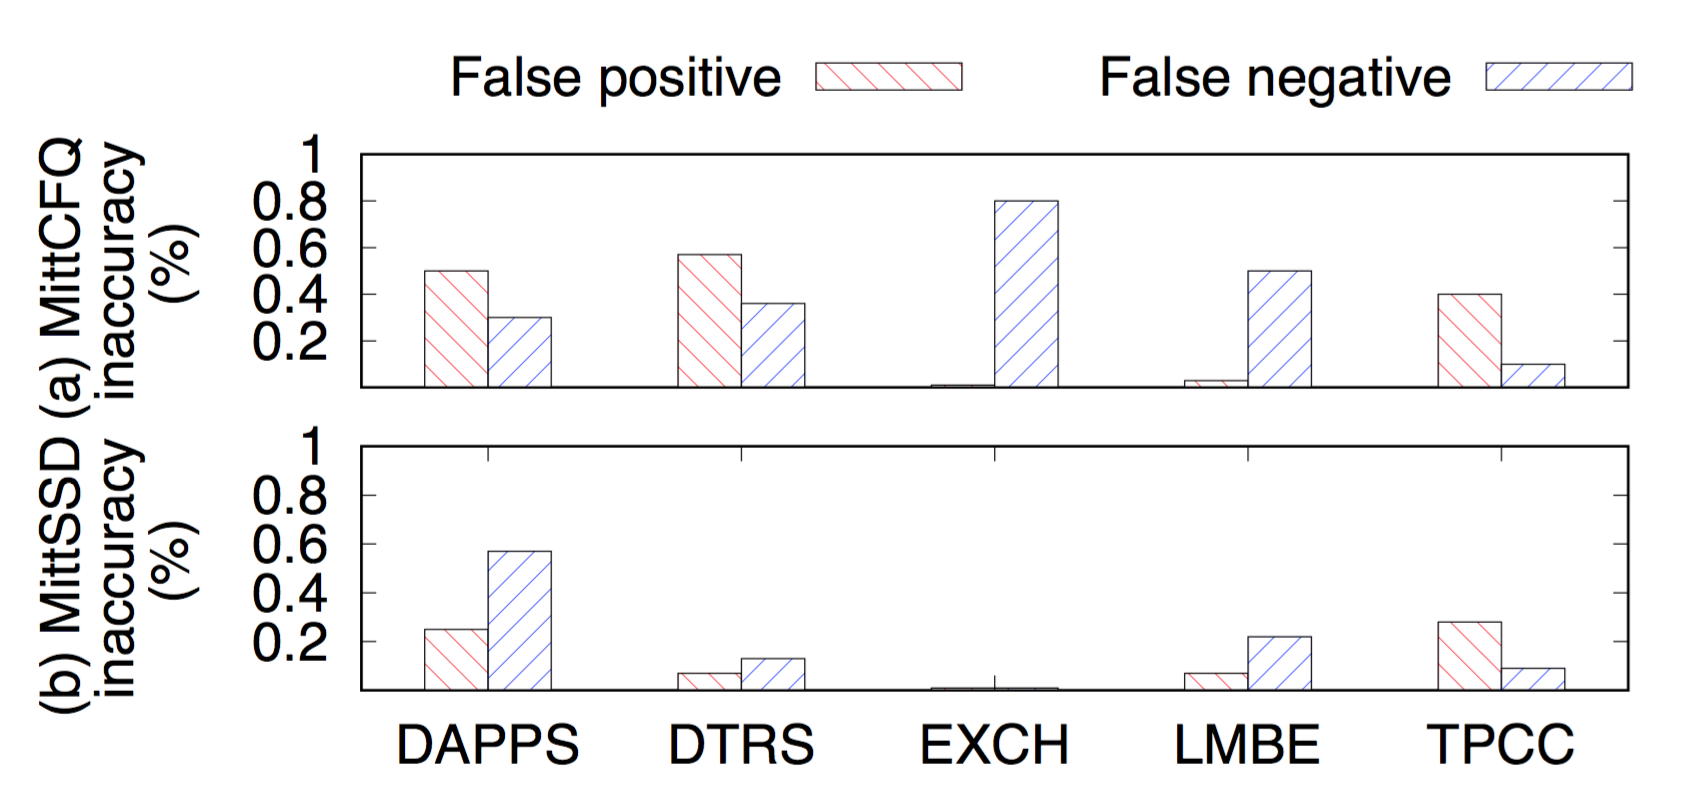 False positive
False negative
(a) MittCFQ
inaccuracy
(%)
1
0.8
0.6
0.4
0.2
(b) MittSSD
inaccuracy
(%)
1
0.8
0.6
0.4
0.2
DAPPS DTRS EXCH LMBE TPCC